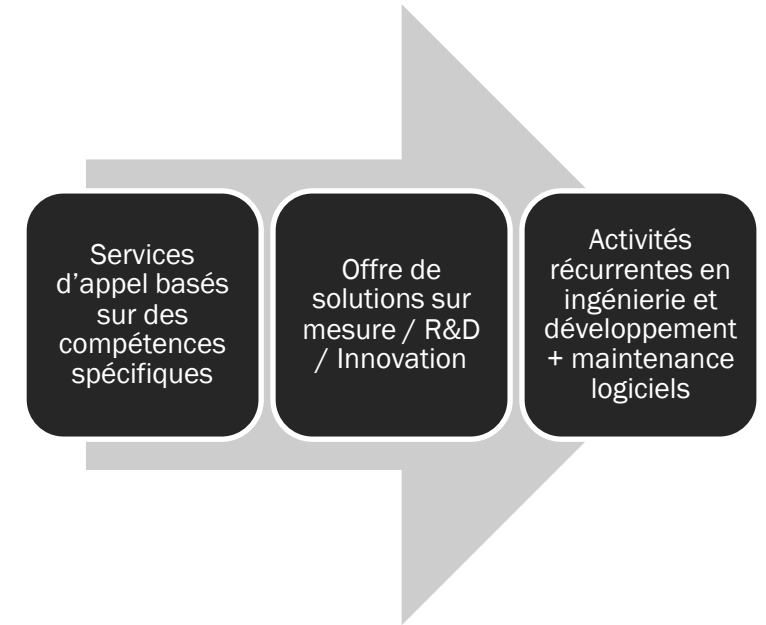 Services
d’appel basés
sur des
compétences
spécifiques
Offre de
solutions sur
mesure / R&D
/ Innovation
Activités
récurrentes en
ingénierie et
développement
+ maintenance
logiciels